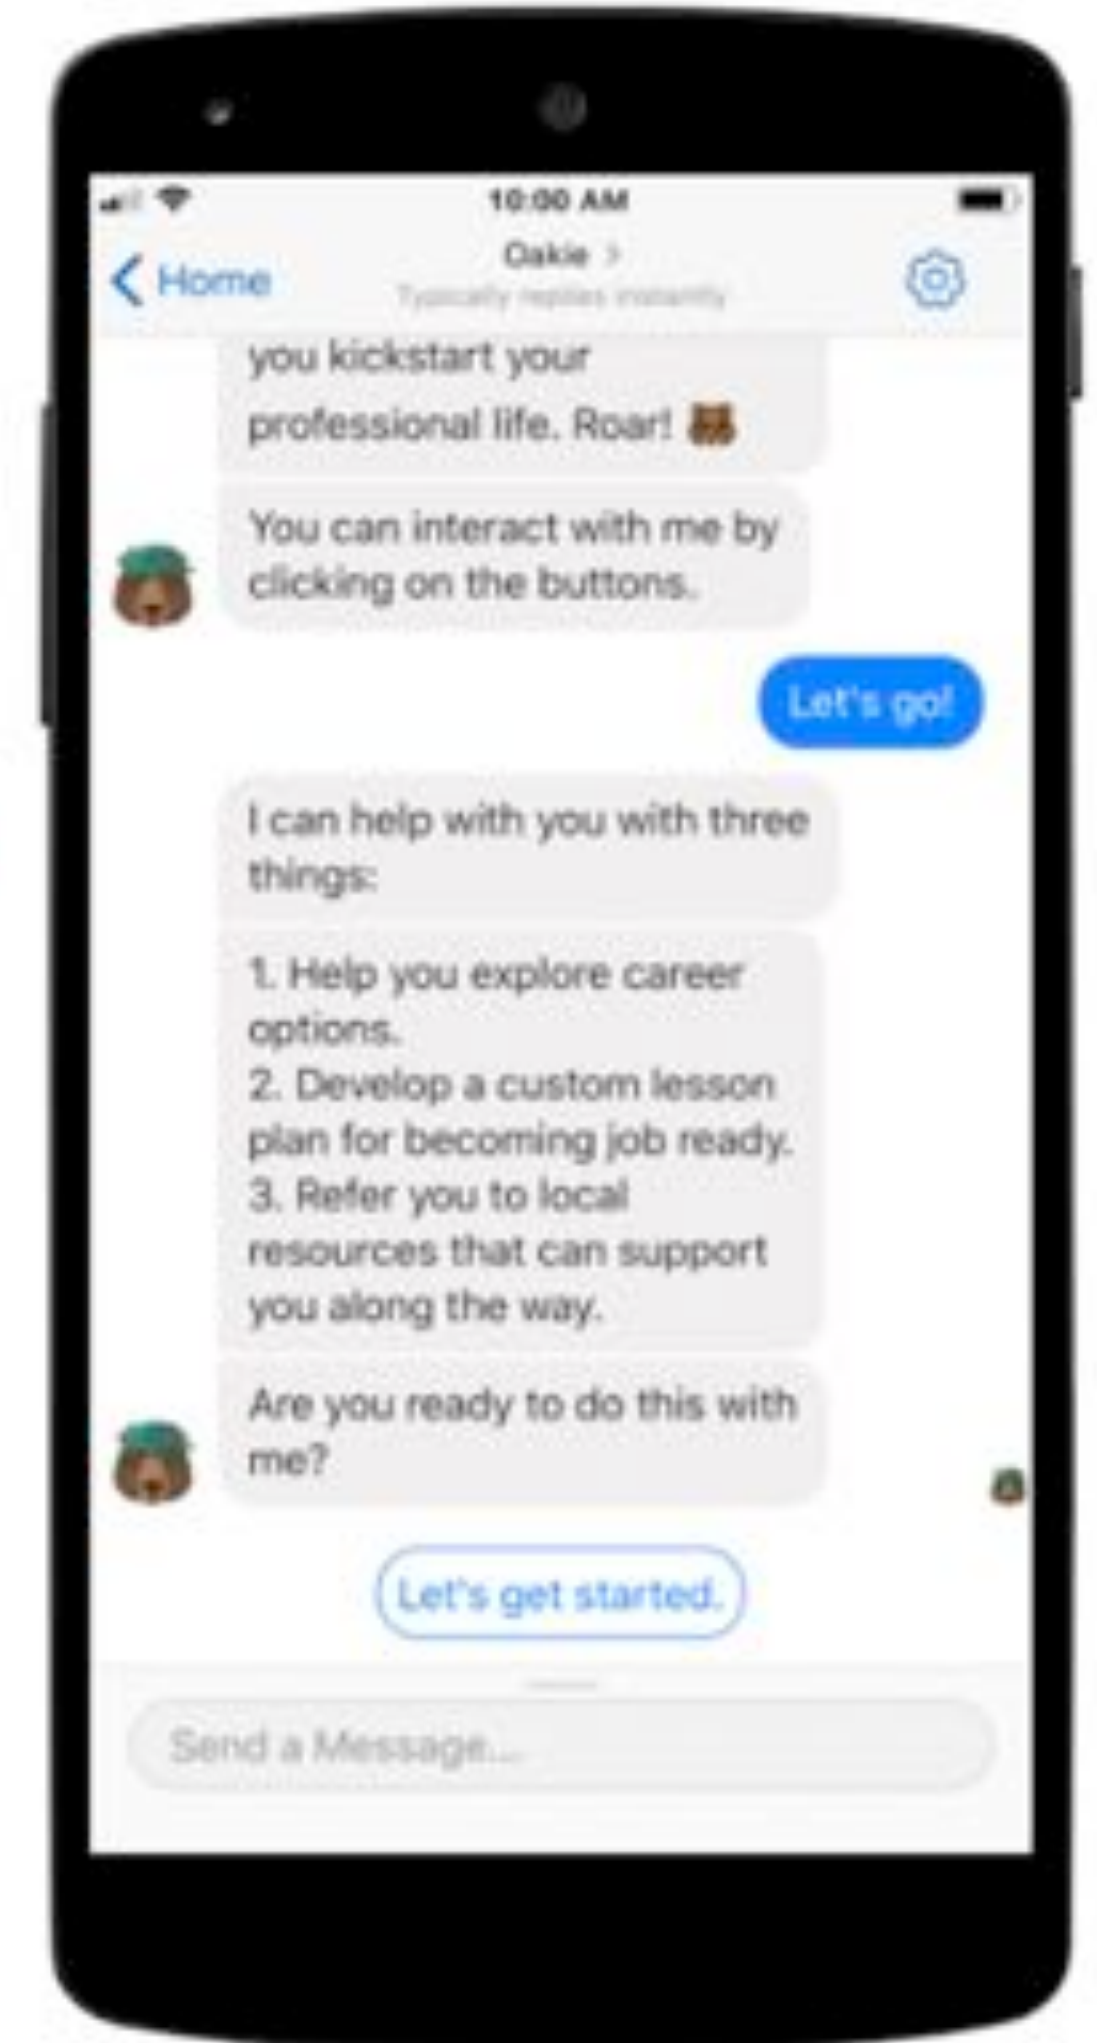 10:00 AM
Home
Oakie >
Typically replies instantly
you kickstart your
professional life. Roar! 🐻
You can interact with me by
clicking on the buttons.
Let's go!
I can help with you with three
things:
1. Help you explore career
options.
2. Develop a custom lesson
plan for becoming job ready.
3. Refer you to local
resources that can support
you along the way.
Are you ready to do this with
me?
Let's get started.
Send a Message...